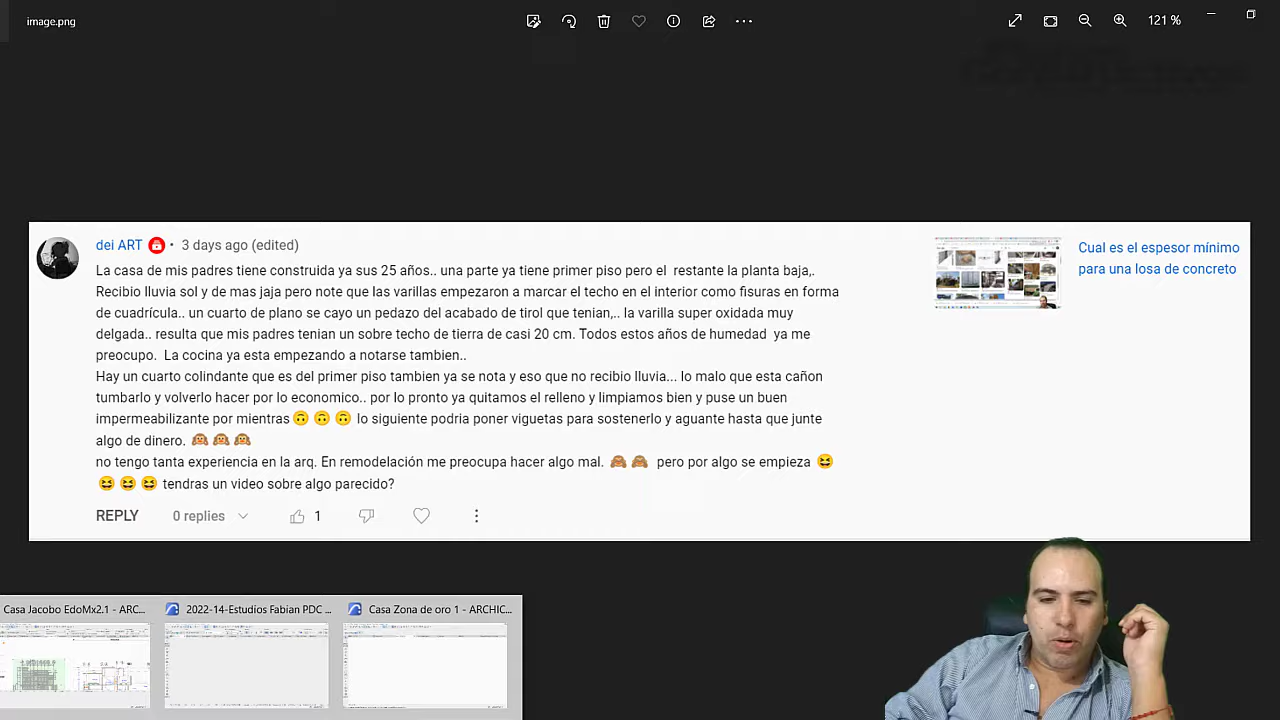 image.png
121 %
dei ART • 3 days ago (edited)
La casa de mis padres tiene construida ya sus 25 años.. una parte ya tiene primer piso pero el restante la planta baja,.
Recibio lluvia sol y de mas.. y se nota que las varillas empezaron a marcar el techo en el interior como fisuras en forma
de cuadrícula.. un cuarto de plano se cayo un pedazo del acabado de tirol que tenian,.. la varilla super oxidada muy
delgada.. resulta que mis padres tenian un sobre techo de tierra de casi 20 cm. Todos estos años de humedad ya me
preocupo. La cocina ya esta empezando a notarse tambien..
Hay un cuarto colindante que es del primer piso tambien ya se nota y eso que no recibio lluvia... lo malo que esta cañon
tumbarlo y volverlo hacer por lo economico.. por lo pronto ya quitamos el relleno y limpiamos bien y puse un buen
impermeabilizante por mientras🙃 🙃 🙃 lo siguiente podria poner viguetas para sostenerlo y aguante hasta que junte
algo de dinero. 🙈 🙈 🙈
no tengo tanta experiencia en la arq. En remodelación me preocupa hacer algo mal. 🙈 🙈 pero por algo se empieza 😆
😆 😆 😆 tendras un video sobre algo parecido?
REPLY 0 replies 1
Cual es el espesor mínimo
para una losa de concreto
Casa Jacobo EdoMx2.1 - ARC...
2022-14-Estudios Fabian PDC ...
Casa Zona de oro 1 - ARCHIC...